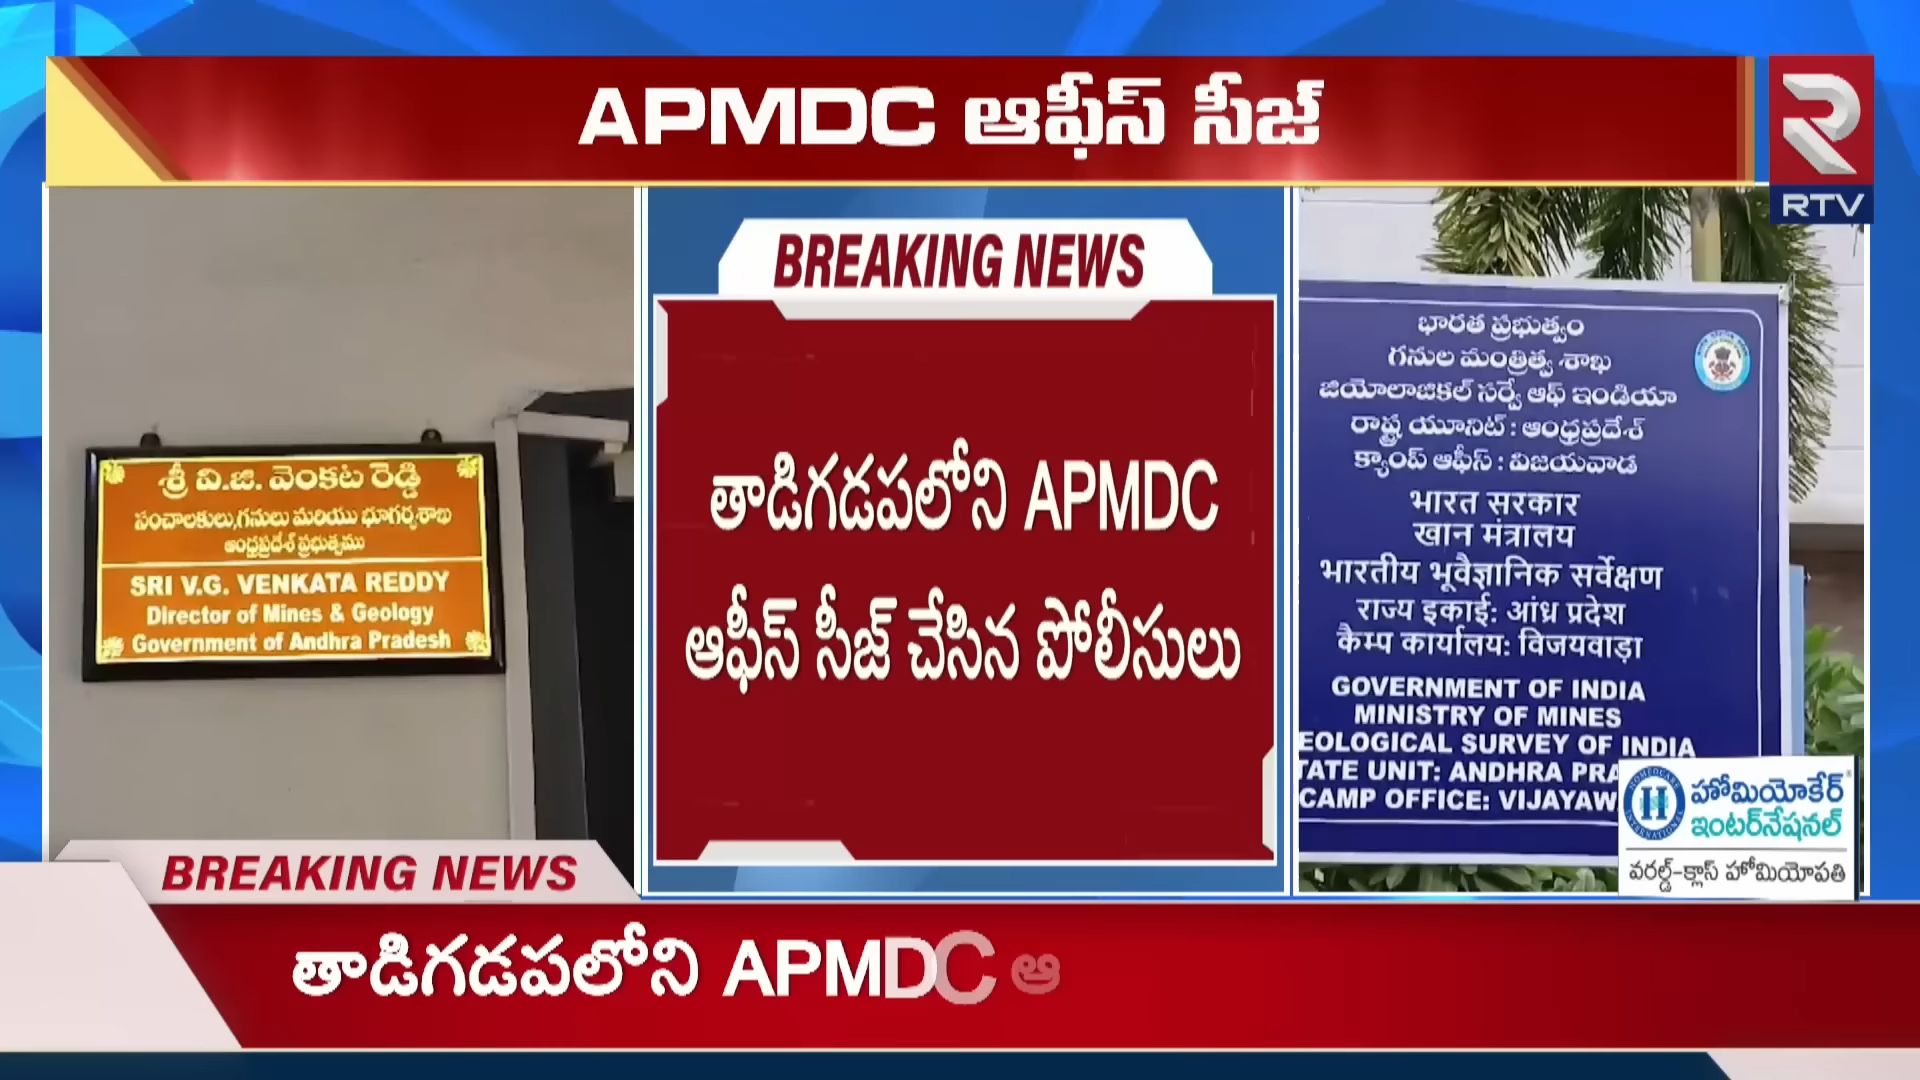 APMDC ఆఫీస్ సీజ్
RTV
శ్రీ వి.జి. వెంకట రెడ్డి
సంచాలకులు,గనులు మరియు భూగర్భశాఖ
ఆంధ్రప్రదేశ్ ప్రభుత్వము
SRI V.G. VENKATA REDDY
Director of Mines & Geology
Government of Andhra Pradesh
BREAKING NEWS
తాడిగడపలోని APMDC
ఆఫీస్ సీజ్ చేసిన పోలీసులు
భారత ప్రభుత్వం
గనుల మంత్రిత్వ శాఖ
జియోలాజికల్ సర్వే ఆఫ్ ఇండియా
రాష్ట్ర యూనిట్ : ఆంధ్రప్రదేశ్
క్యాంప్ ఆఫీస్ : విజయవాడ
भारत सरकार
खान मंत्रालय
भारतीय भूवैज्ञानिक सर्वेक्षण
राज्य इकाई: आंध्र प्रदेश
कैम्प कार्यालय: विजयवाड़ा
GOVERNMENT OF INDIA
MINISTRY OF MINES
EOLOGICAL SURVEY OF INDIA
TATE UNIT: ANDHRA PRA
CAMP OFFICE: VIJAYAW
HOMEOCARE INTERNATIONAL
హోమియోకేర్
ఇంటర్‌నేషనల్
వరల్డ్-క్లాస్ హోమియోపతి
BREAKING NEWS
తాడిగడపలోని APMDC ఆ